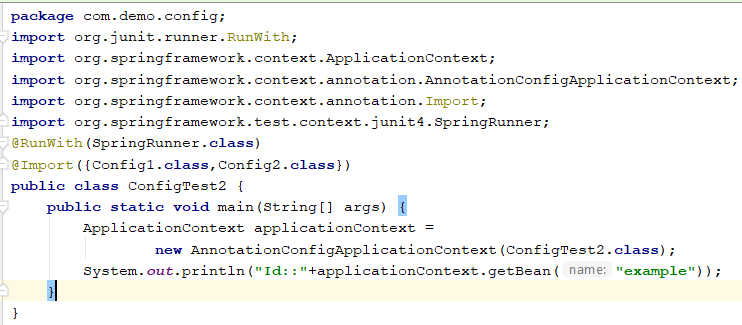 package com.demo.config;
import org.junit.runner.RunWith;
import org.springframework.context.ApplicationContext;
import org.springframework.context.annotation.AnnotationConfigApplicationContext;
import org.springframework.context.annotation.Import;
import org.springframework.test.context.junit4.SpringRunner;
@RunWith(SpringRunner.class)
@Import({Config1.class,Config2.class})
public class ConfigTest2 {
    public static void main(String[] args) {
        ApplicationContext applicationContext =
                new AnnotationConfigApplicationContext(ConfigTest2.class);
        System.out.println("Id::"+applicationContext.getBean( name: "example"));
    }
}